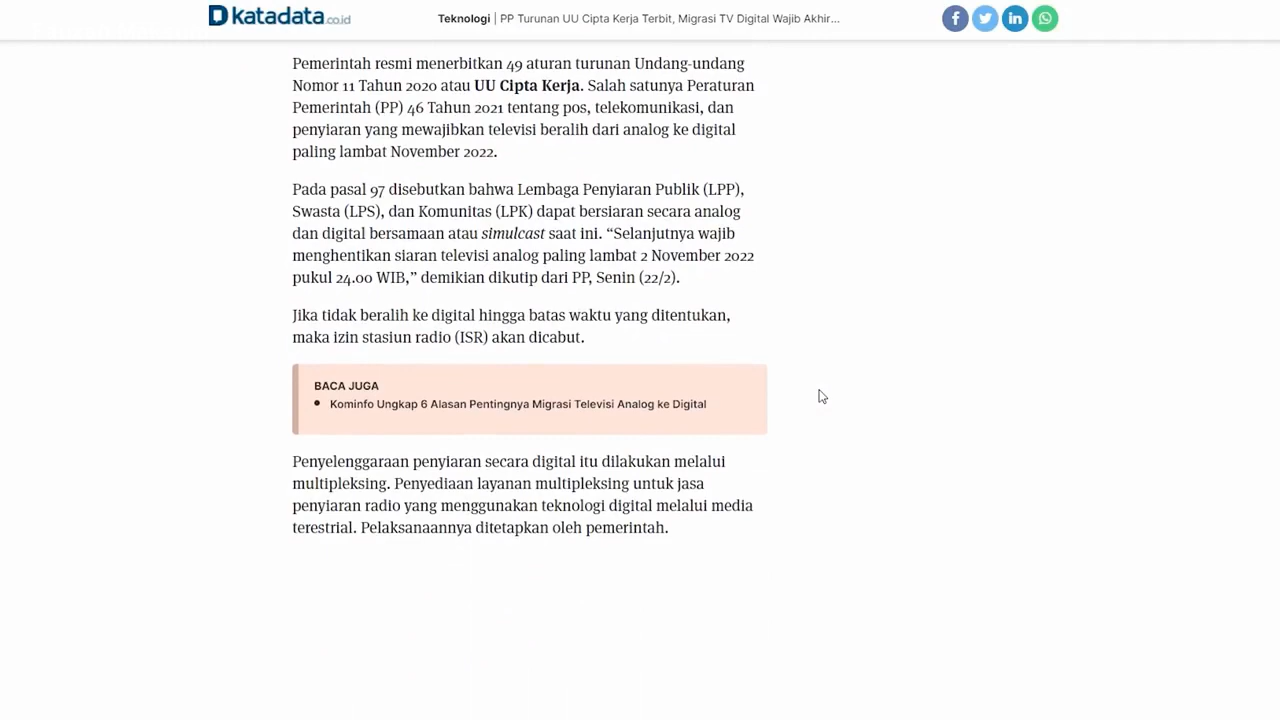 katadata.co.id
Teknologi | PP Turunan UU Cipta Kerja Terbit, Migrasi TV Digital Wajib Akhir...
Pemerintah resmi menerbitkan 49 aturan turunan Undang-undang
Nomor 11 Tahun 2020 atau UU Cipta Kerja. Salah satunya Peraturan
Pemerintah (PP) 46 Tahun 2021 tentang pos, telekomunikasi, dan
penyiaran yang mewajibkan televisi beralih dari analog ke digital
paling lambat November 2022.
Pada pasal 97 disebutkan bahwa Lembaga Penyiaran Publik (LPP),
Swasta (LPS), dan Komunitas (LPK) dapat bersiaran secara analog
dan digital bersamaan atau simulcast saat ini. “Selanjutnya wajib
menghentikan siaran televisi analog paling lambat 2 November 2022
pukul 24.00 WIB,” demikian dikutip dari PP, Senin (22/2).
Jika tidak beralih ke digital hingga batas waktu yang ditentukan,
maka izin stasiun radio (ISR) akan dicabut.
BACA JUGA
• Kominfo Ungkap 6 Alasan Pentingnya Migrasi Televisi Analog ke Digital
Penyelenggaraan penyiaran secara digital itu dilakukan melalui
multipleksing. Penyediaan layanan multipleksing untuk jasa
penyiaran radio yang menggunakan teknologi digital melalui media
terestrial. Pelaksanaannya ditetapkan oleh pemerintah.